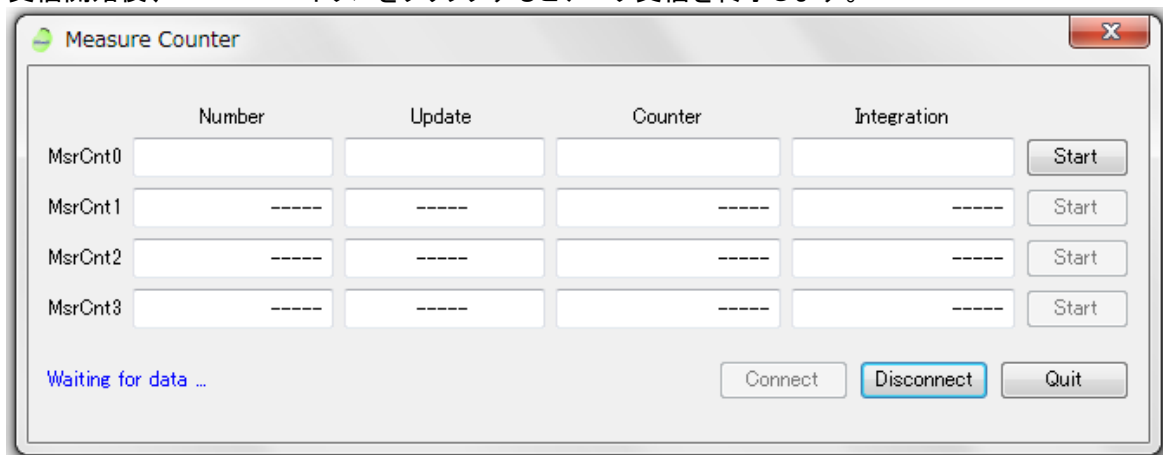 Measure Counter
Number Update Counter Integration
MsrCnt0 Start
MsrCnt1 ----- ----- ----- ----- Start
MsrCnt2 ----- ----- ----- ----- Start
MsrCnt3 ----- ----- ----- ----- Start
Waiting for data ... Connect Disconnect Quit